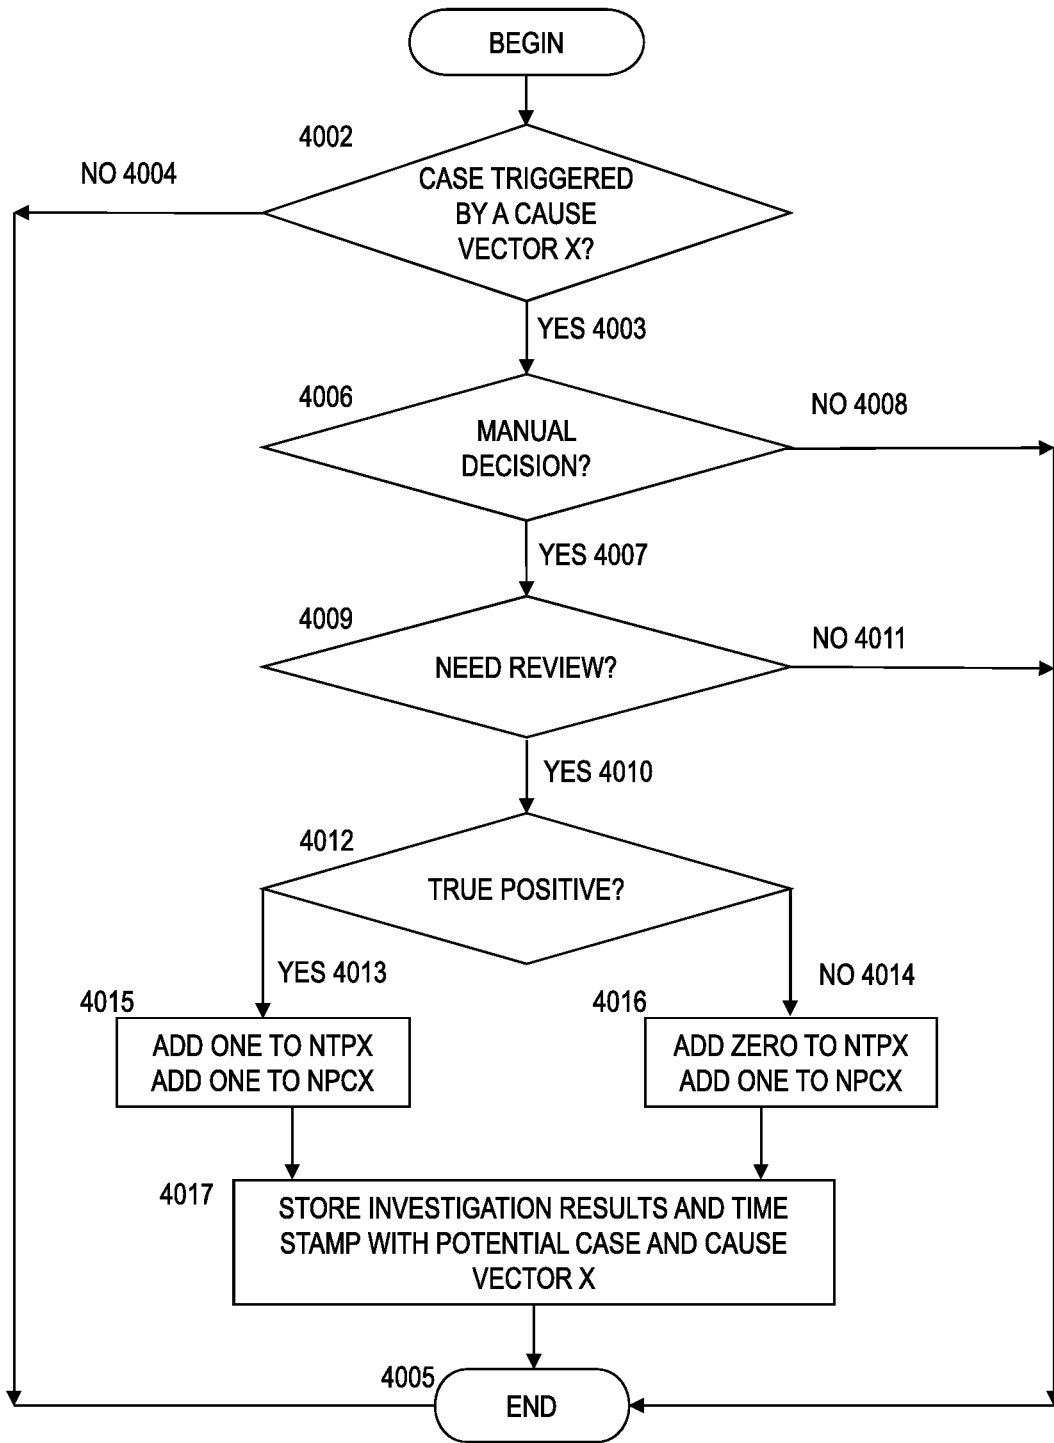 BEGIN
4002
NO 4004
CASE TRIGGERED
BY A CAUSE
VECTOR X?
YES 4003
4006
NO 4008
MANUAL
DECISION?
YES 4007
4009
NO 4011
NEED REVIEW?
YES 4010
4012
TRUE POSITIVE?
YES 4013
NO 4014
4015
4016
ADD ONE TO NTPX
ADD ONE TO NPCX
ADD ZERO TO NTPX
ADD ONE TO NPCX
4017
STORE INVESTIGATION RESULTS AND TIME
STAMP WITH POTENTIAL CASE AND CAUSE
VECTOR X
4005
END